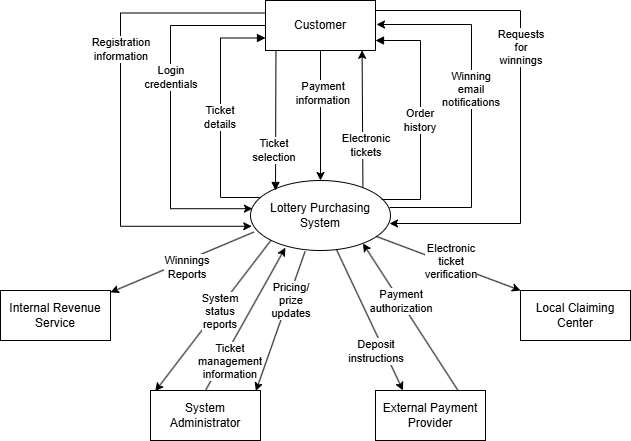 Customer
Registration
information
Requests
for
winnings
Login
credentials
Winning
email
notifications
Payment
information
Ticket
details
Order
history
Ticket
selection
Electronic
tickets
Lottery Purchasing
System
Winnings
Reports
Electronic
ticket
verification
Internal Revenue
Service
System
status
reports
Pricing/
prize
updates
Payment
authorization
Local Claiming
Center
Ticket
management
information
Deposit
instructions
System
Administrator
External Payment
Provider